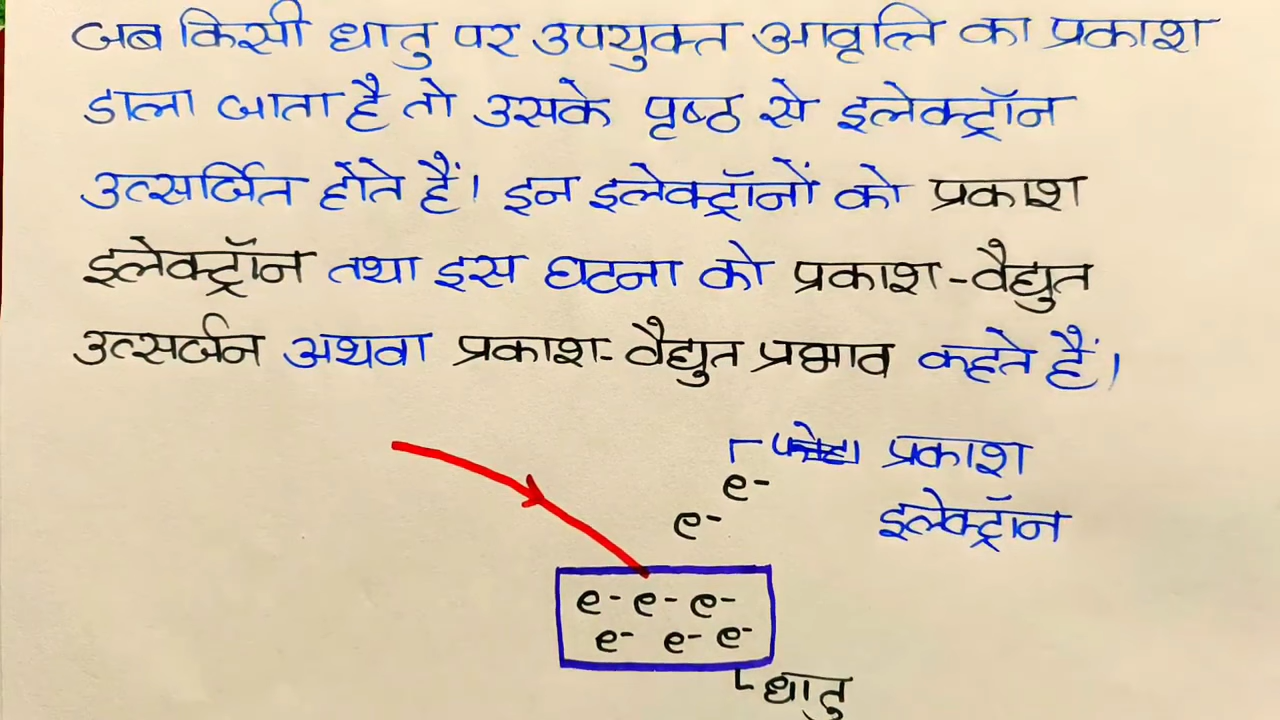 जब किसी धातु पर उपयुक्त आवृत्ति का प्रकाश
डाला जाता है तो उसके पृष्ठ से इलेक्ट्रॉन
उत्सर्जित होते हैं। इन इलेक्ट्रॉनों को प्रकाश
इलेक्ट्रॉन तथा इस घटना को प्रकाश-वैद्युत
उत्सर्जन अथवा प्रकाश-वैद्युत प्रभाव कहते हैं।
प्रकाश
e-
इलेक्ट्रॉन
e-
e- e- e-
e- e- e-
धातु